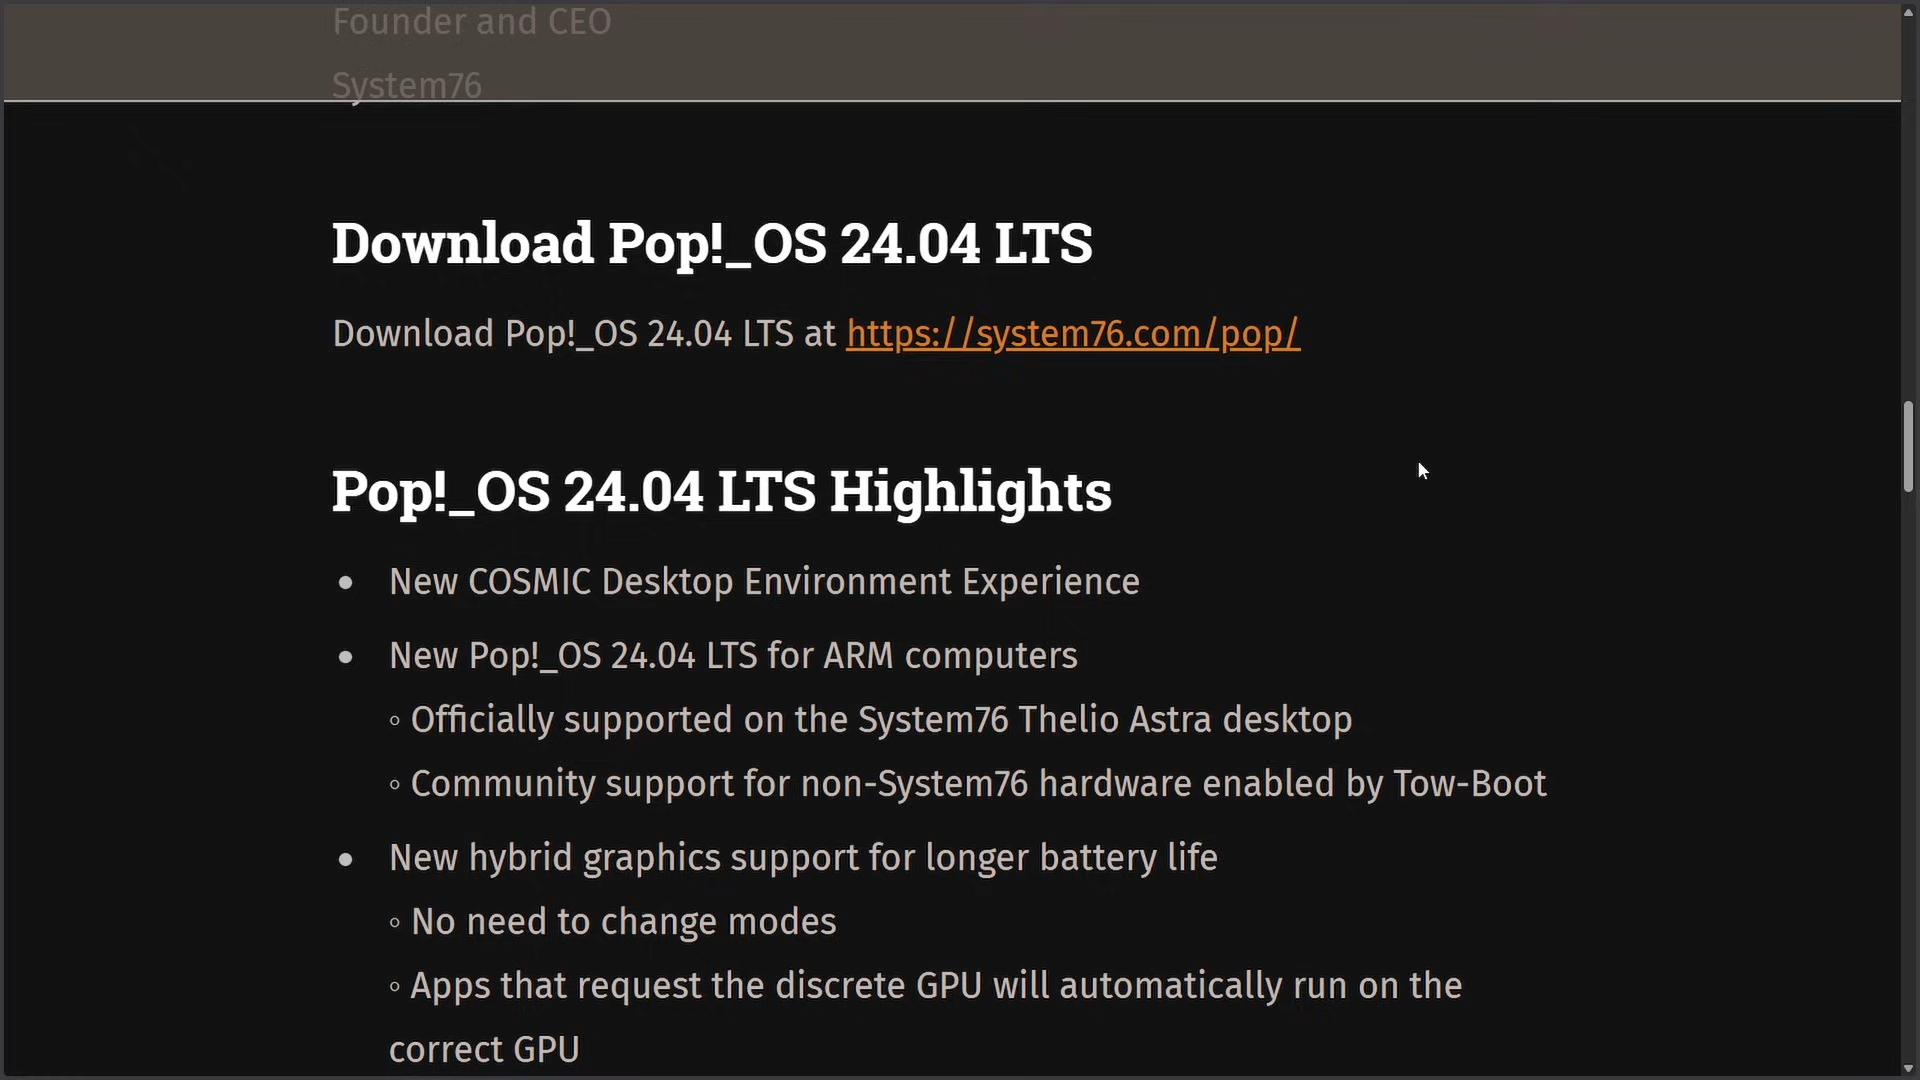 Founder and CEO
System76
Download Pop!_OS 24.04 LTS
Download Pop!_OS 24.04 LTS at https://system76.com/pop/
Pop!_OS 24.04 LTS Highlights
• New COSMIC Desktop Environment Experience
• New Pop!_OS 24.04 LTS for ARM computers
◦ Officially supported on the System76 Thelio Astra desktop
◦ Community support for non-System76 hardware enabled by Tow-Boot
• New hybrid graphics support for longer battery life
◦ No need to change modes
◦ Apps that request the discrete GPU will automatically run on the
correct GPU